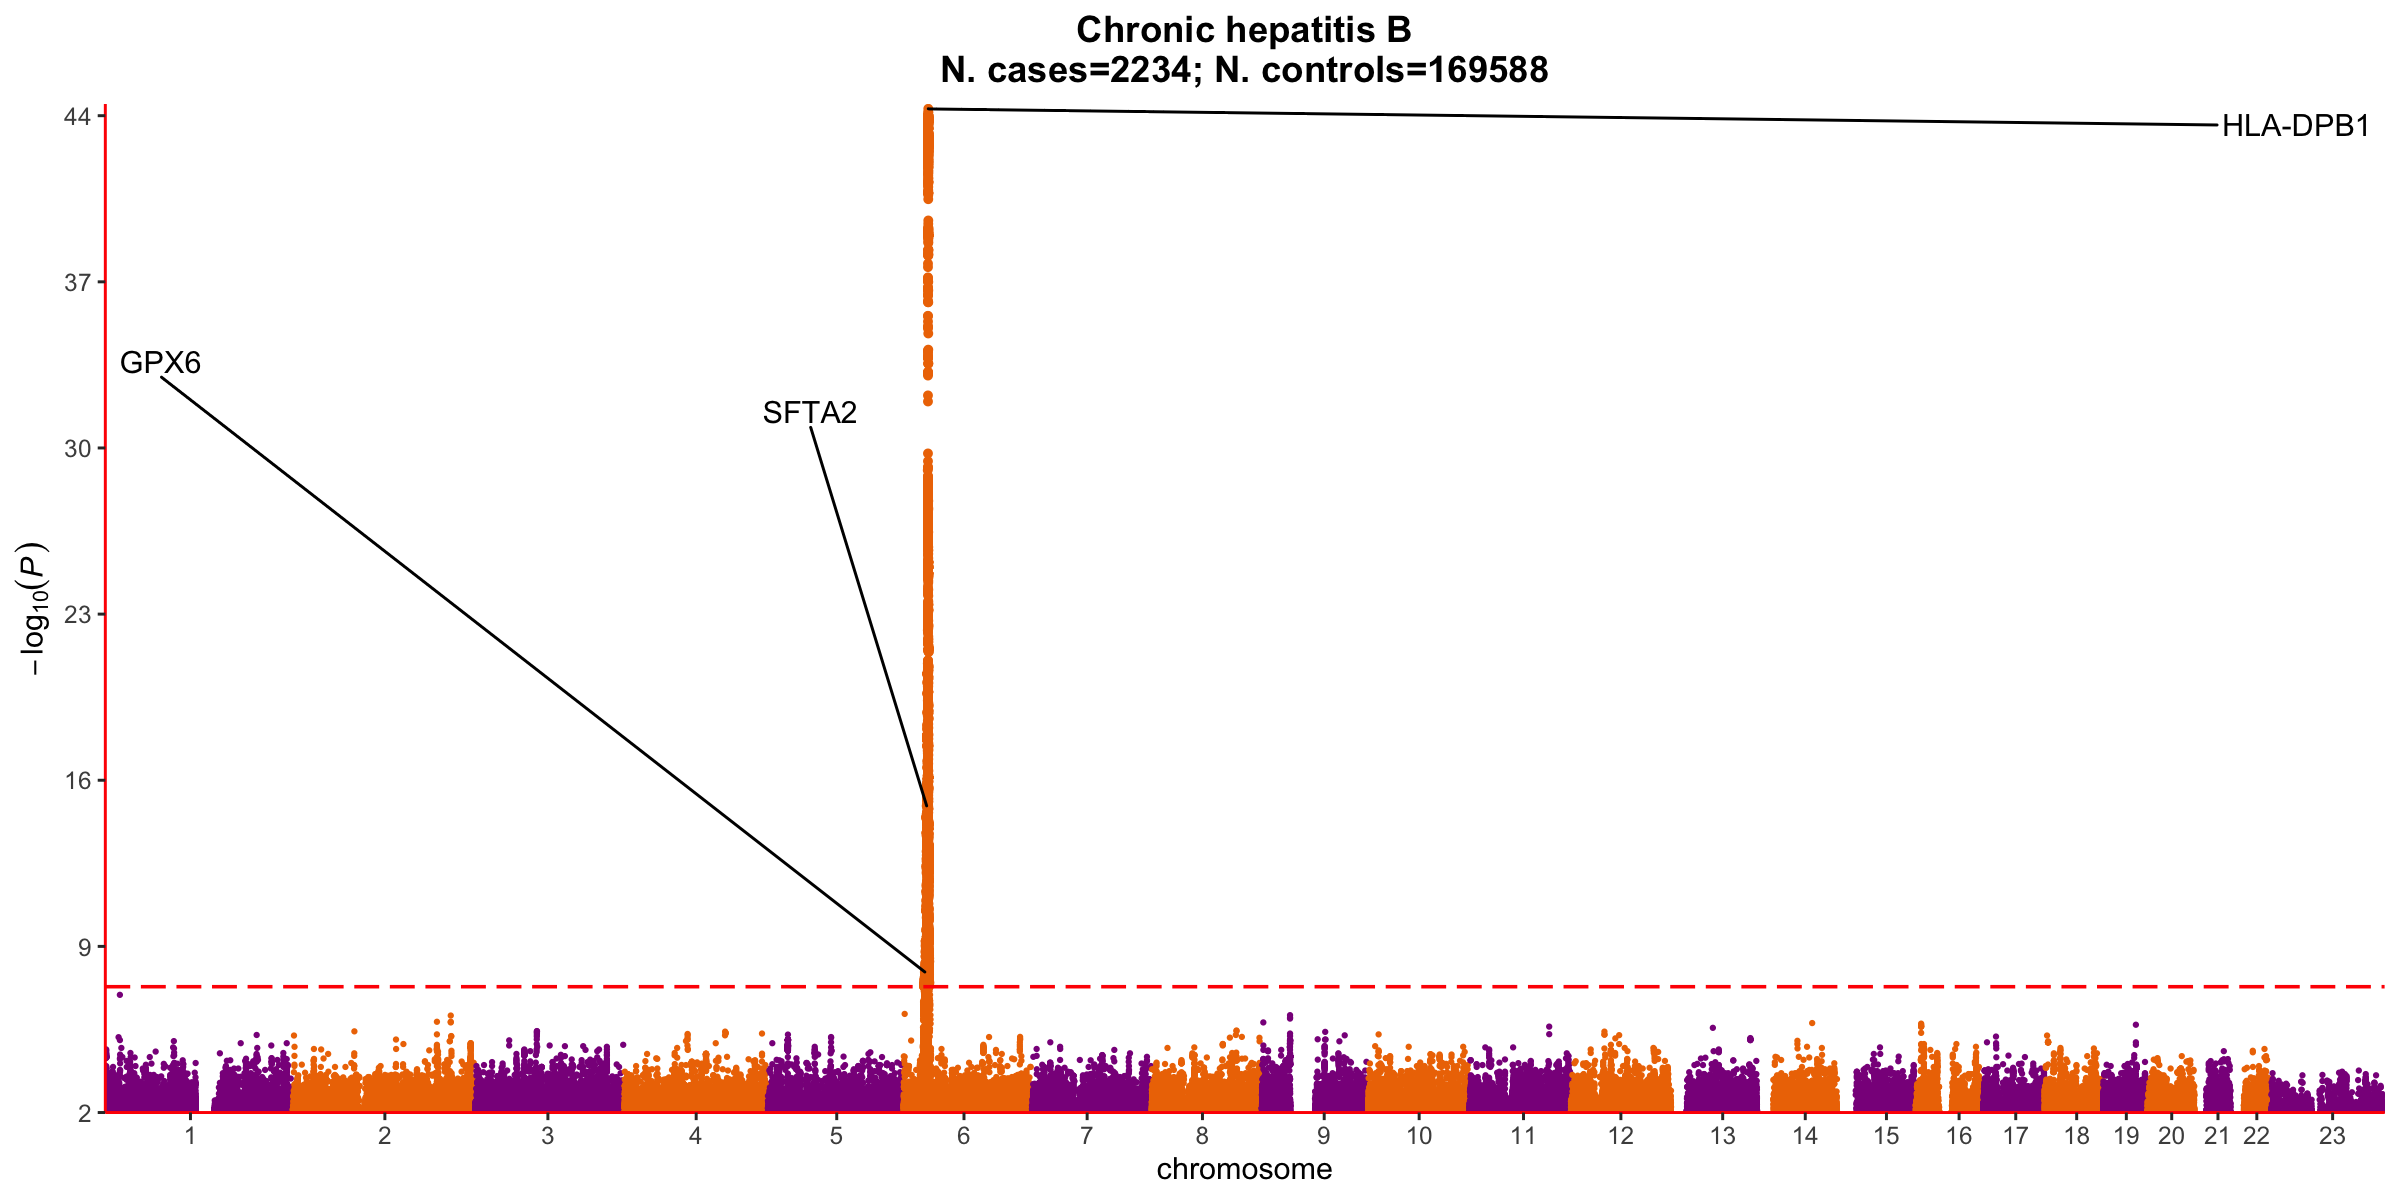 Chronic hepatitis B
N. cases=2234; N. controls=169588
44
37
30
23
16
9
2
−log₁₀(P)
HLA-DPB1
GPX6
SFTA2
1 2 3 4 5 6 7 8 9 10 11 12 13 14 15 16 17 18 19 20 21 22 23
chromosome